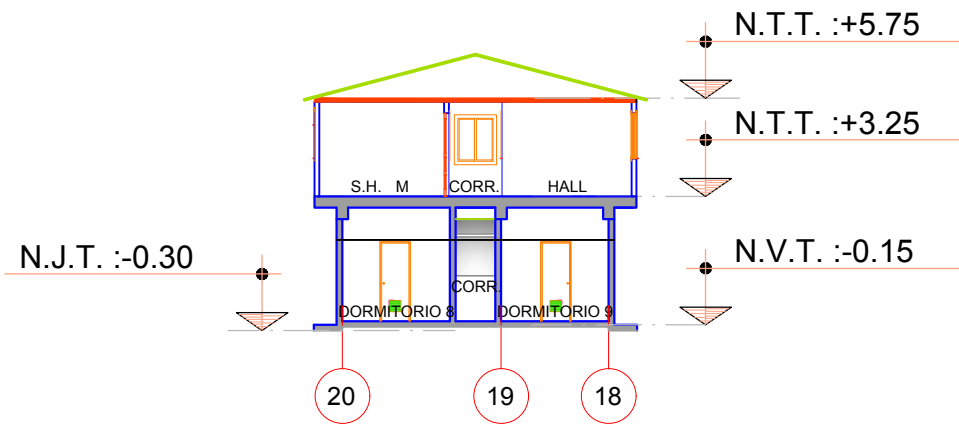 N.T.T. :+5.75
N.T.T. :+3.25
S.H. M CORR. HALL
N.J.T. :-0.30
N.V.T. :-0.15
CORR.
DORMITORIO 8 DORMITORIO 9
20 19 18